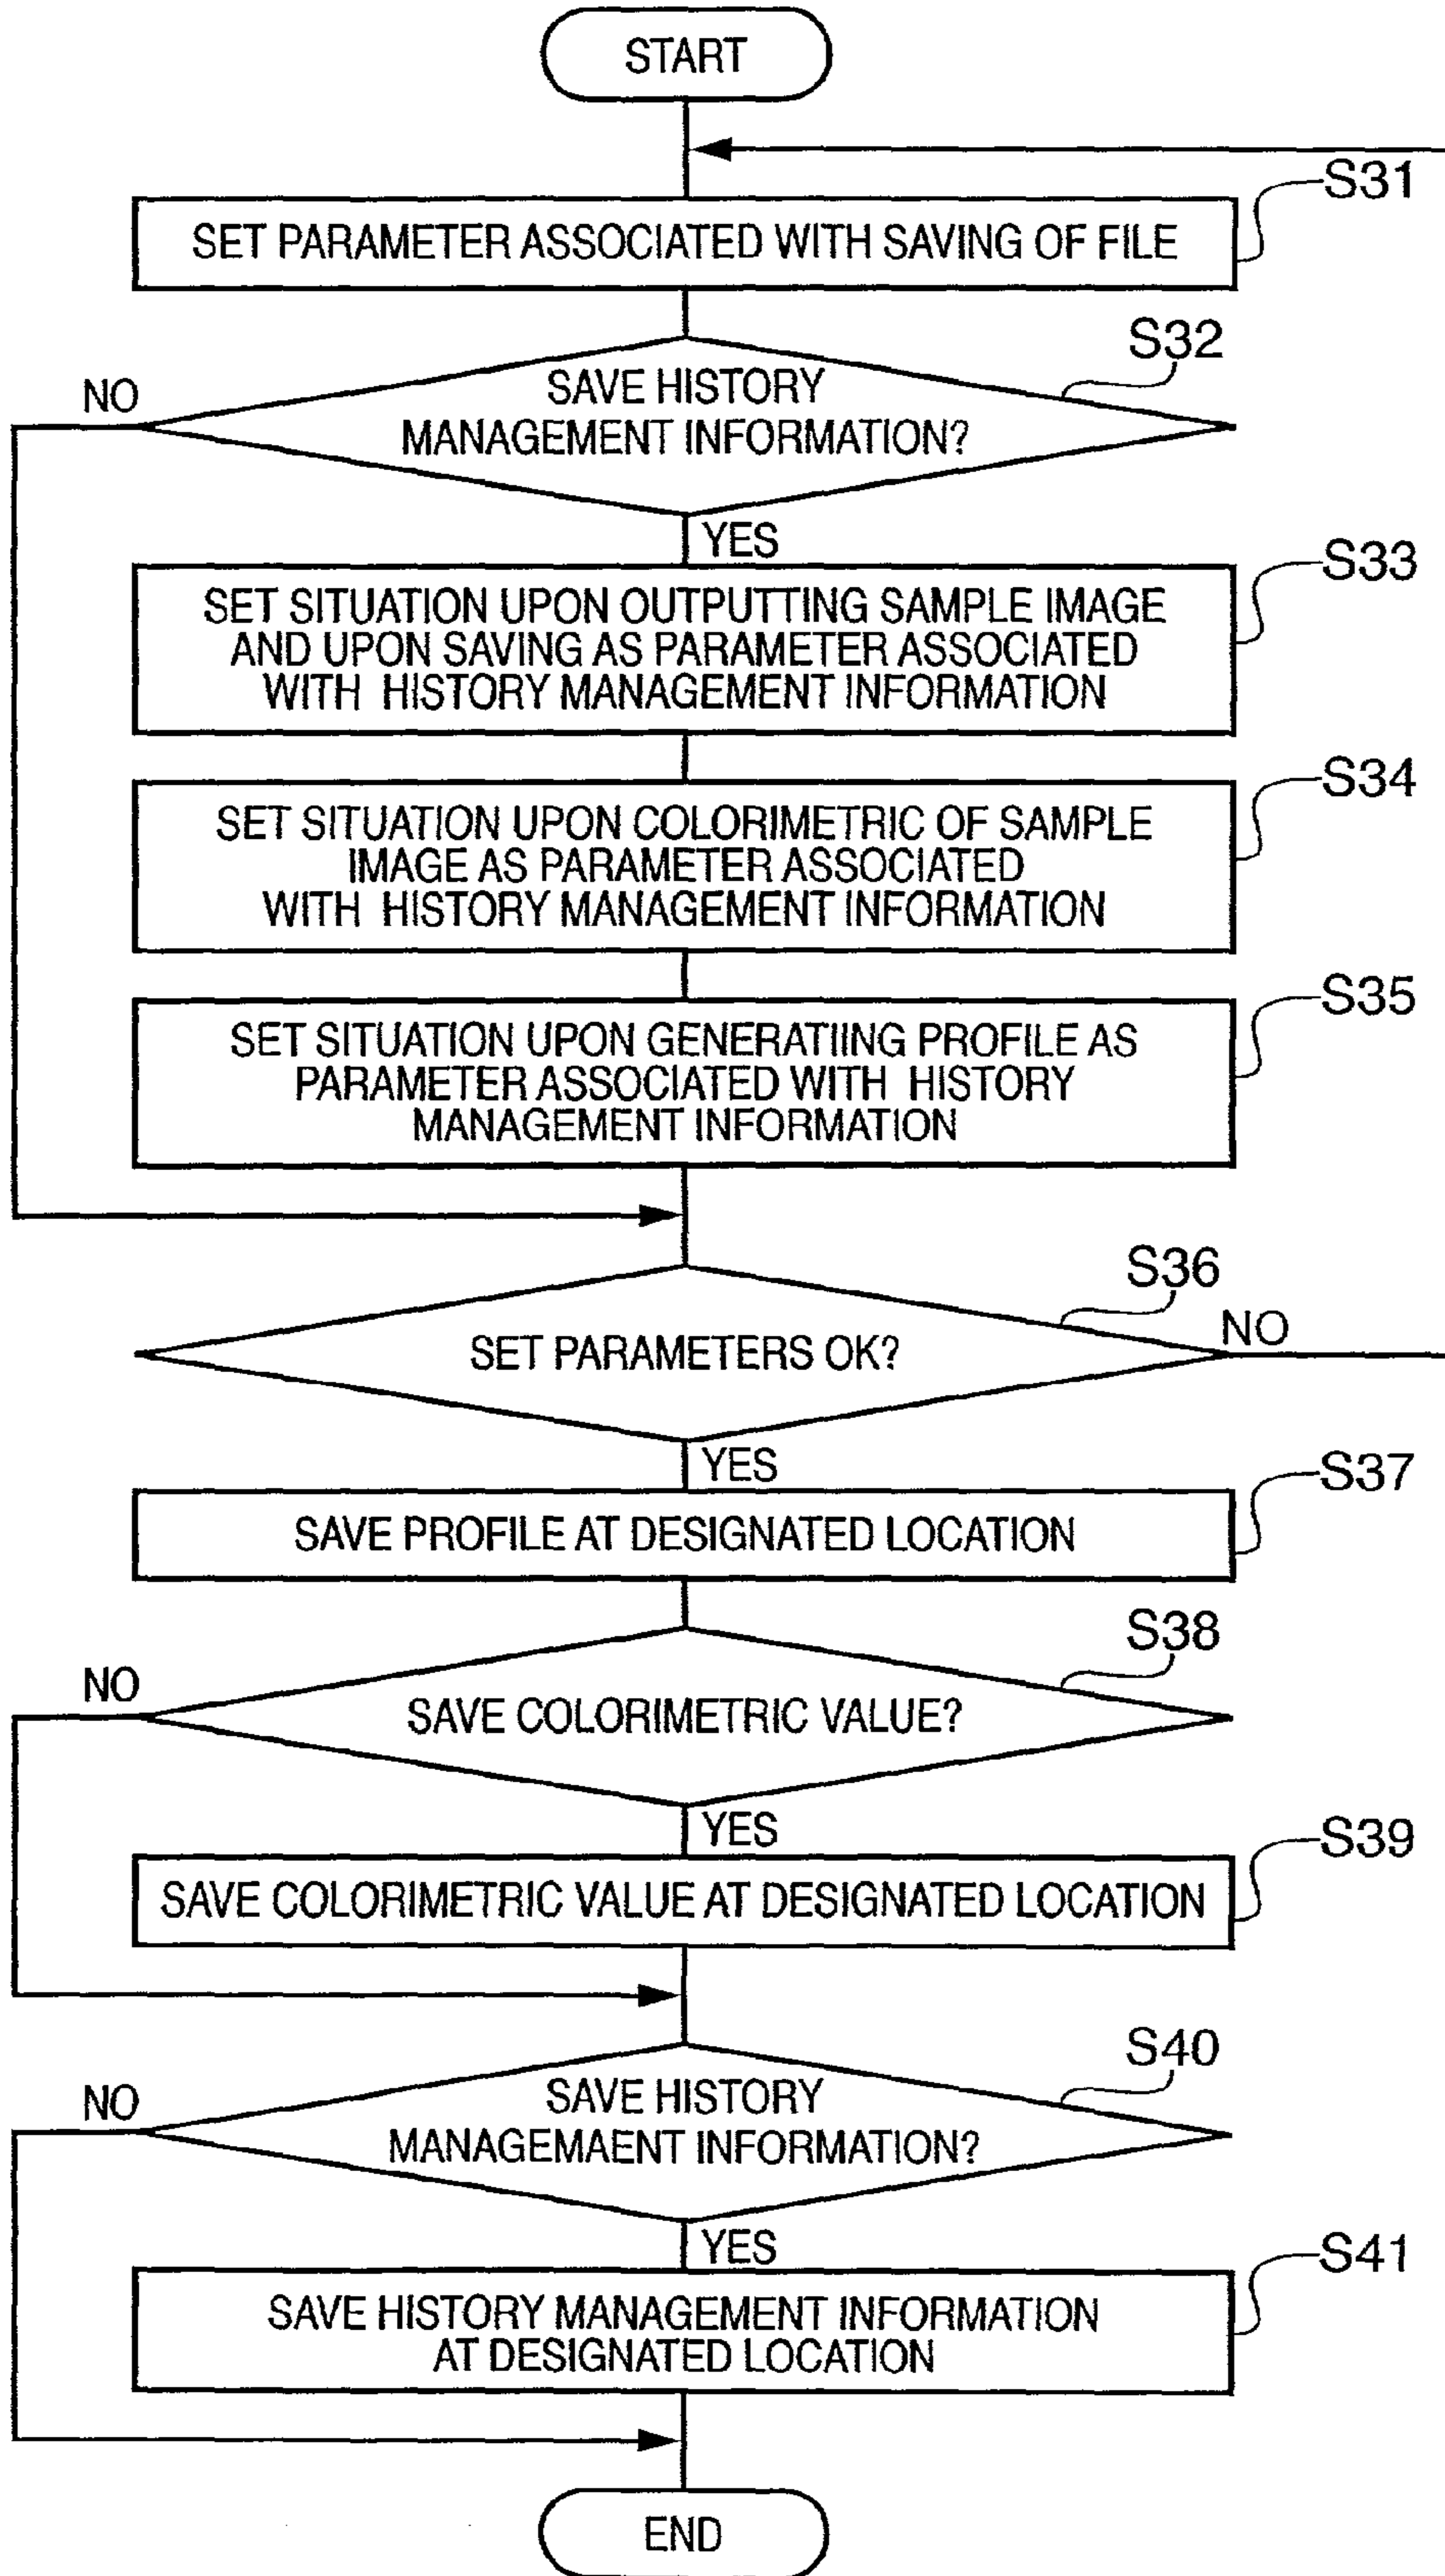 START
S31
SET PARAMETER ASSOCIATED WITH SAVING OF FILE
S32
NO
SAVE HISTORY
MANAGEMENT INFORMATION?
YES
S33
SET SITUATION UPON OUTPUTTING SAMPLE IMAGE
AND UPON SAVING AS PARAMETER ASSOCIATED
WITH HISTORY MANAGEMENT INFORMATION
S34
SET SITUATION UPON COLORIMETRIC OF SAMPLE
IMAGE AS PARAMETER ASSOCIATED
WITH HISTORY MANAGEMENT INFORMATION
S35
SET SITUATION UPON GENERATIING PROFILE AS
PARAMETER ASSOCIATED WITH HISTORY
MANAGEMENT INFORMATION
S36
NO
SET PARAMETERS OK?
YES
S37
SAVE PROFILE AT DESIGNATED LOCATION
S38
NO
SAVE COLORIMETRIC VALUE?
YES
S39
SAVE COLORIMETRIC VALUE AT DESIGNATED LOCATION
S40
NO
SAVE HISTORY
MANAGEMAENT INFORMATION?
YES
S41
SAVE HISTORY MANAGEMENT INFORMATION
AT DESIGNATED LOCATION
END